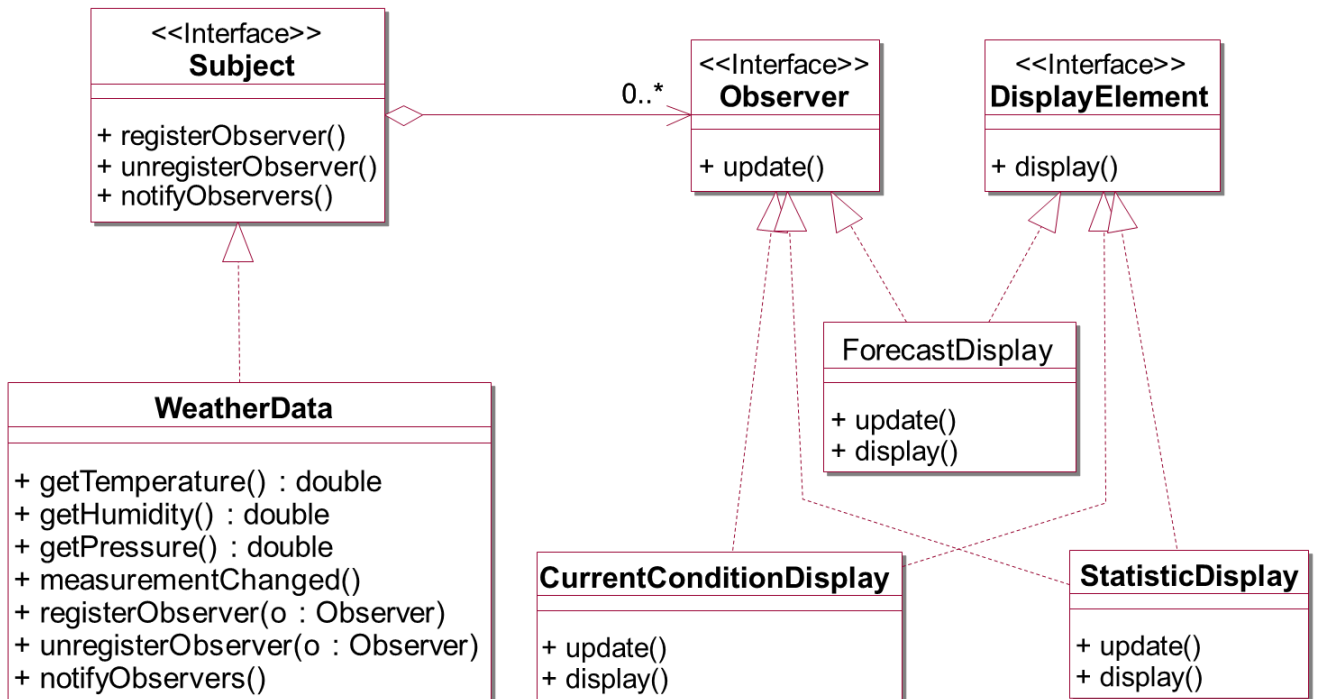 <<Interface>>
Subject
+ registerObserver()
+ unregisterObserver()
+ notifyObservers()
0..*
<<Interface>>
Observer
+ update()
<<Interface>>
DisplayElement
+ display()
ForecastDisplay
+ update()
+ display()
WeatherData
+ getTemperature() : double
+ getHumidity() : double
+ getPressure() : double
+ measurementChanged()
+ registerObserver(o : Observer)
+ unregisterObserver(o : Observer)
+ notifyObservers()
CurrentConditionDisplay
+ update()
+ display()
StatisticDisplay
+ update()
+ display()